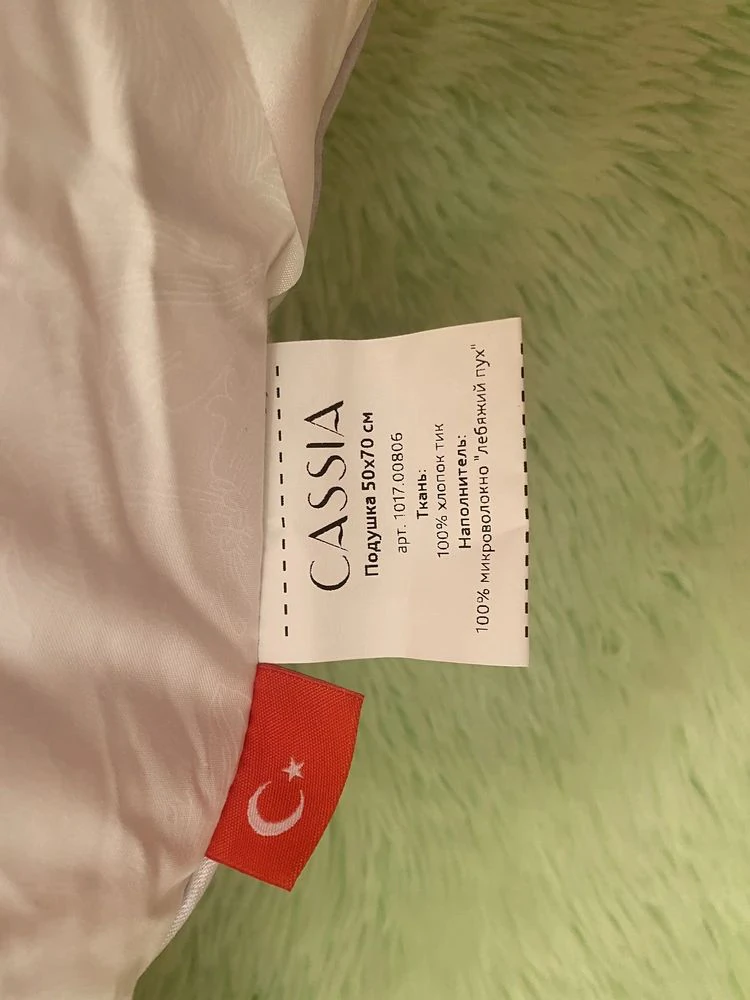 CASSIA
Подушка 50х70 см
арт. 1017.00806
Ткань:
100% хлопок тик
Наполнитель:
100% микроволокно "лебяжий пух"